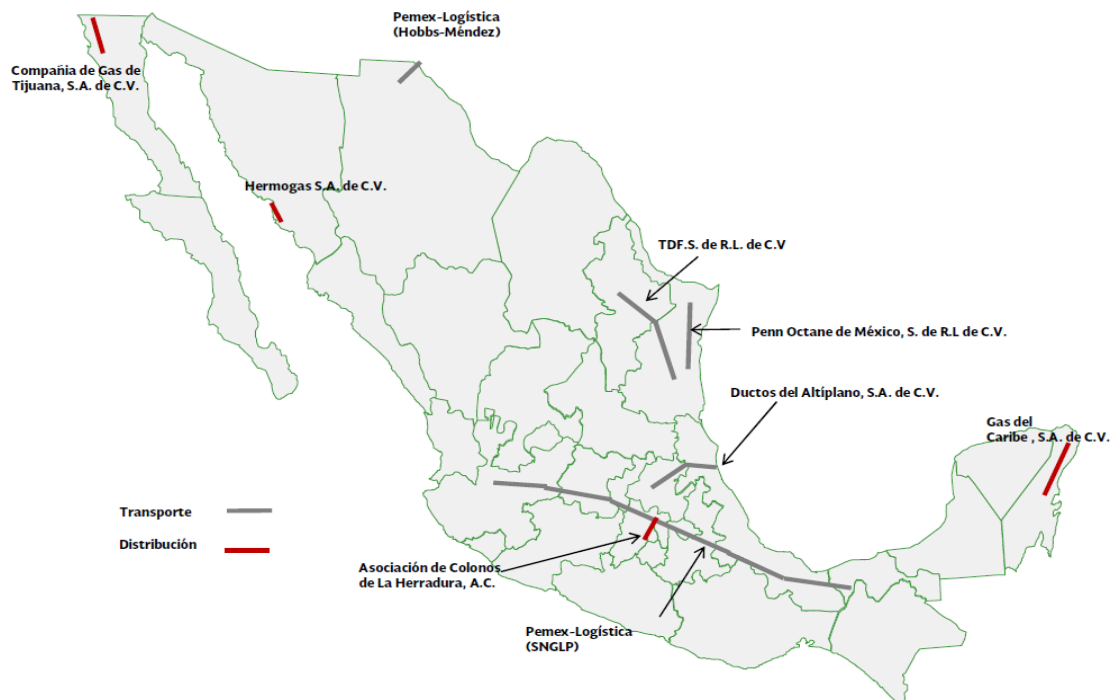 Pemex-Logística
(Hobbs-Méndez)
Compañia de Gas de
Tijuana, S.A. de C.V.
Hermogas S.A. de C.V.
TDF.S. de R.L. de C.V
Penn Octane de México, S. de R.L de C.V.
Ductos del Altíplano, S.A. de C.V.
Gas del
Caribe , S.A. de C.V.
Transporte
Distribución
Asociación de Colonos
de La Herradura, A.C.
Pemex-Logística
(SNGLP)